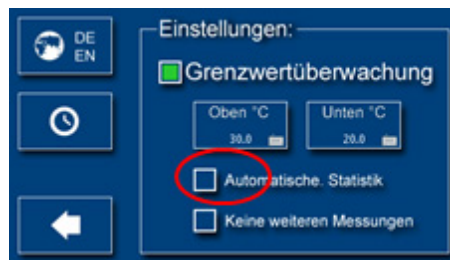 DE
EN
Einstellungen:
Grenzwertüberwachung
Oben °C
Unten °C
30.0
20.0
Automatische. Statistik
Keine weiteren Messungen